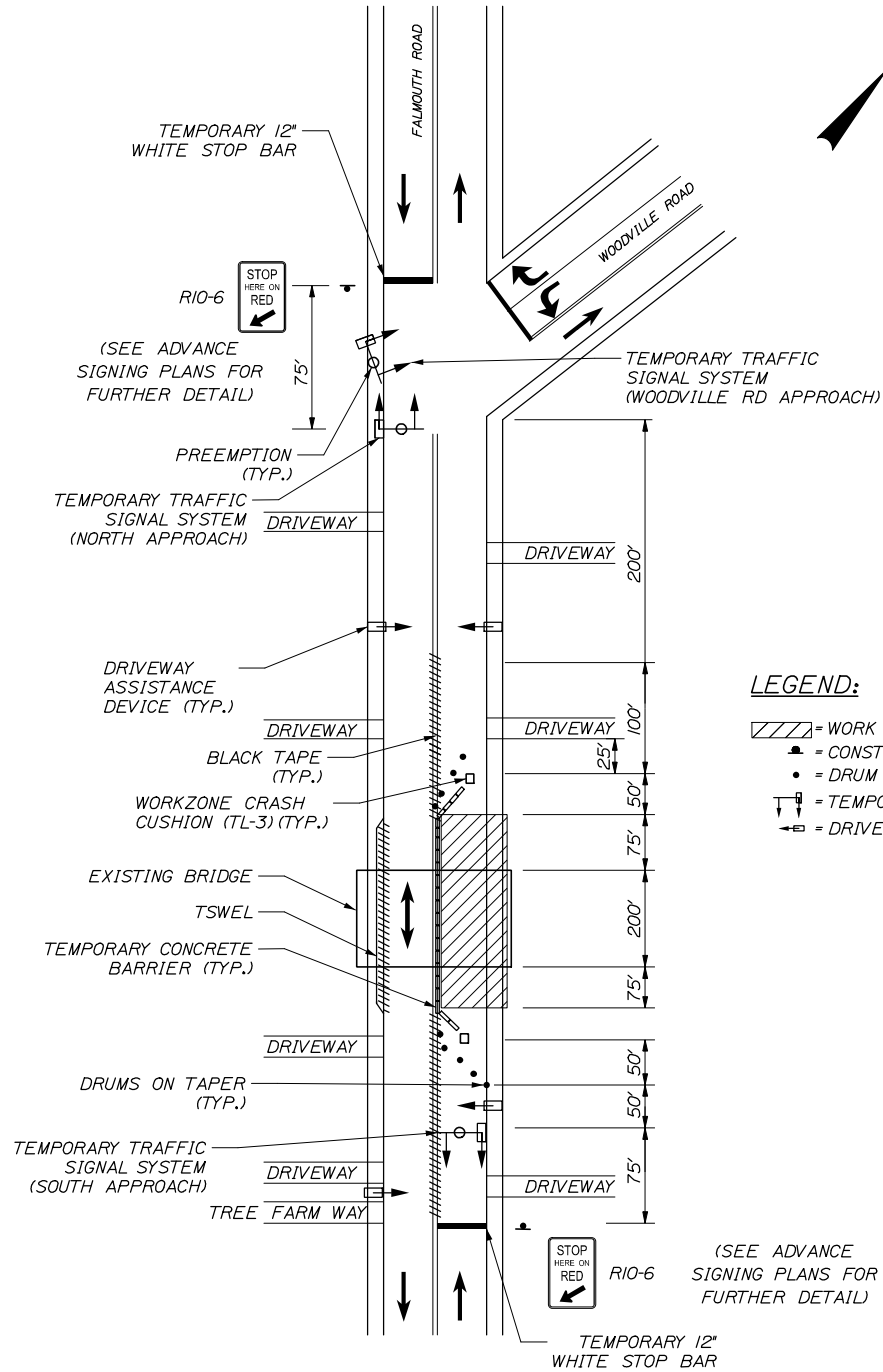 FALMOUTH ROAD
TEMPORARY 12"
WHITE STOP BAR
WOODVILLE ROAD
STOP
HERE ON
RED
R10-6
(SEE ADVANCE
SIGNING PLANS FOR
FURTHER DETAIL)
75'
TEMPORARY TRAFFIC
SIGNAL SYSTEM
(WOODVILLE RD APPROACH)
PREEMPTION
(TYP.)
TEMPORARY TRAFFIC
SIGNAL SYSTEM
(NORTH APPROACH)
DRIVEWAY
DRIVEWAY
200'
DRIVEWAY
ASSISTANCE
DEVICE (TYP.)
LEGEND:
= WORK
= CONST
= DRUM
= TEMPO
= DRIVE
DRIVEWAY
DRIVEWAY
100'
25'
BLACK TAPE
(TYP.)
WORKZONE CRASH
CUSHION (TL-3) (TYP.)
50'
75'
EXISTING BRIDGE
TSWEL
200'
TEMPORARY CONCRETE
BARRIER (TYP.)
75'
DRIVEWAY
50'
DRUMS ON TAPER
(TYP.)
50'
TEMPORARY TRAFFIC
SIGNAL SYSTEM
(SOUTH APPROACH)
DRIVEWAY
DRIVEWAY
75'
TREE FARM WAY
STOP
HERE ON
RED
R10-6
(SEE ADVANCE
SIGNING PLANS FOR
FURTHER DETAIL)
TEMPORARY 12"
WHITE STOP BAR